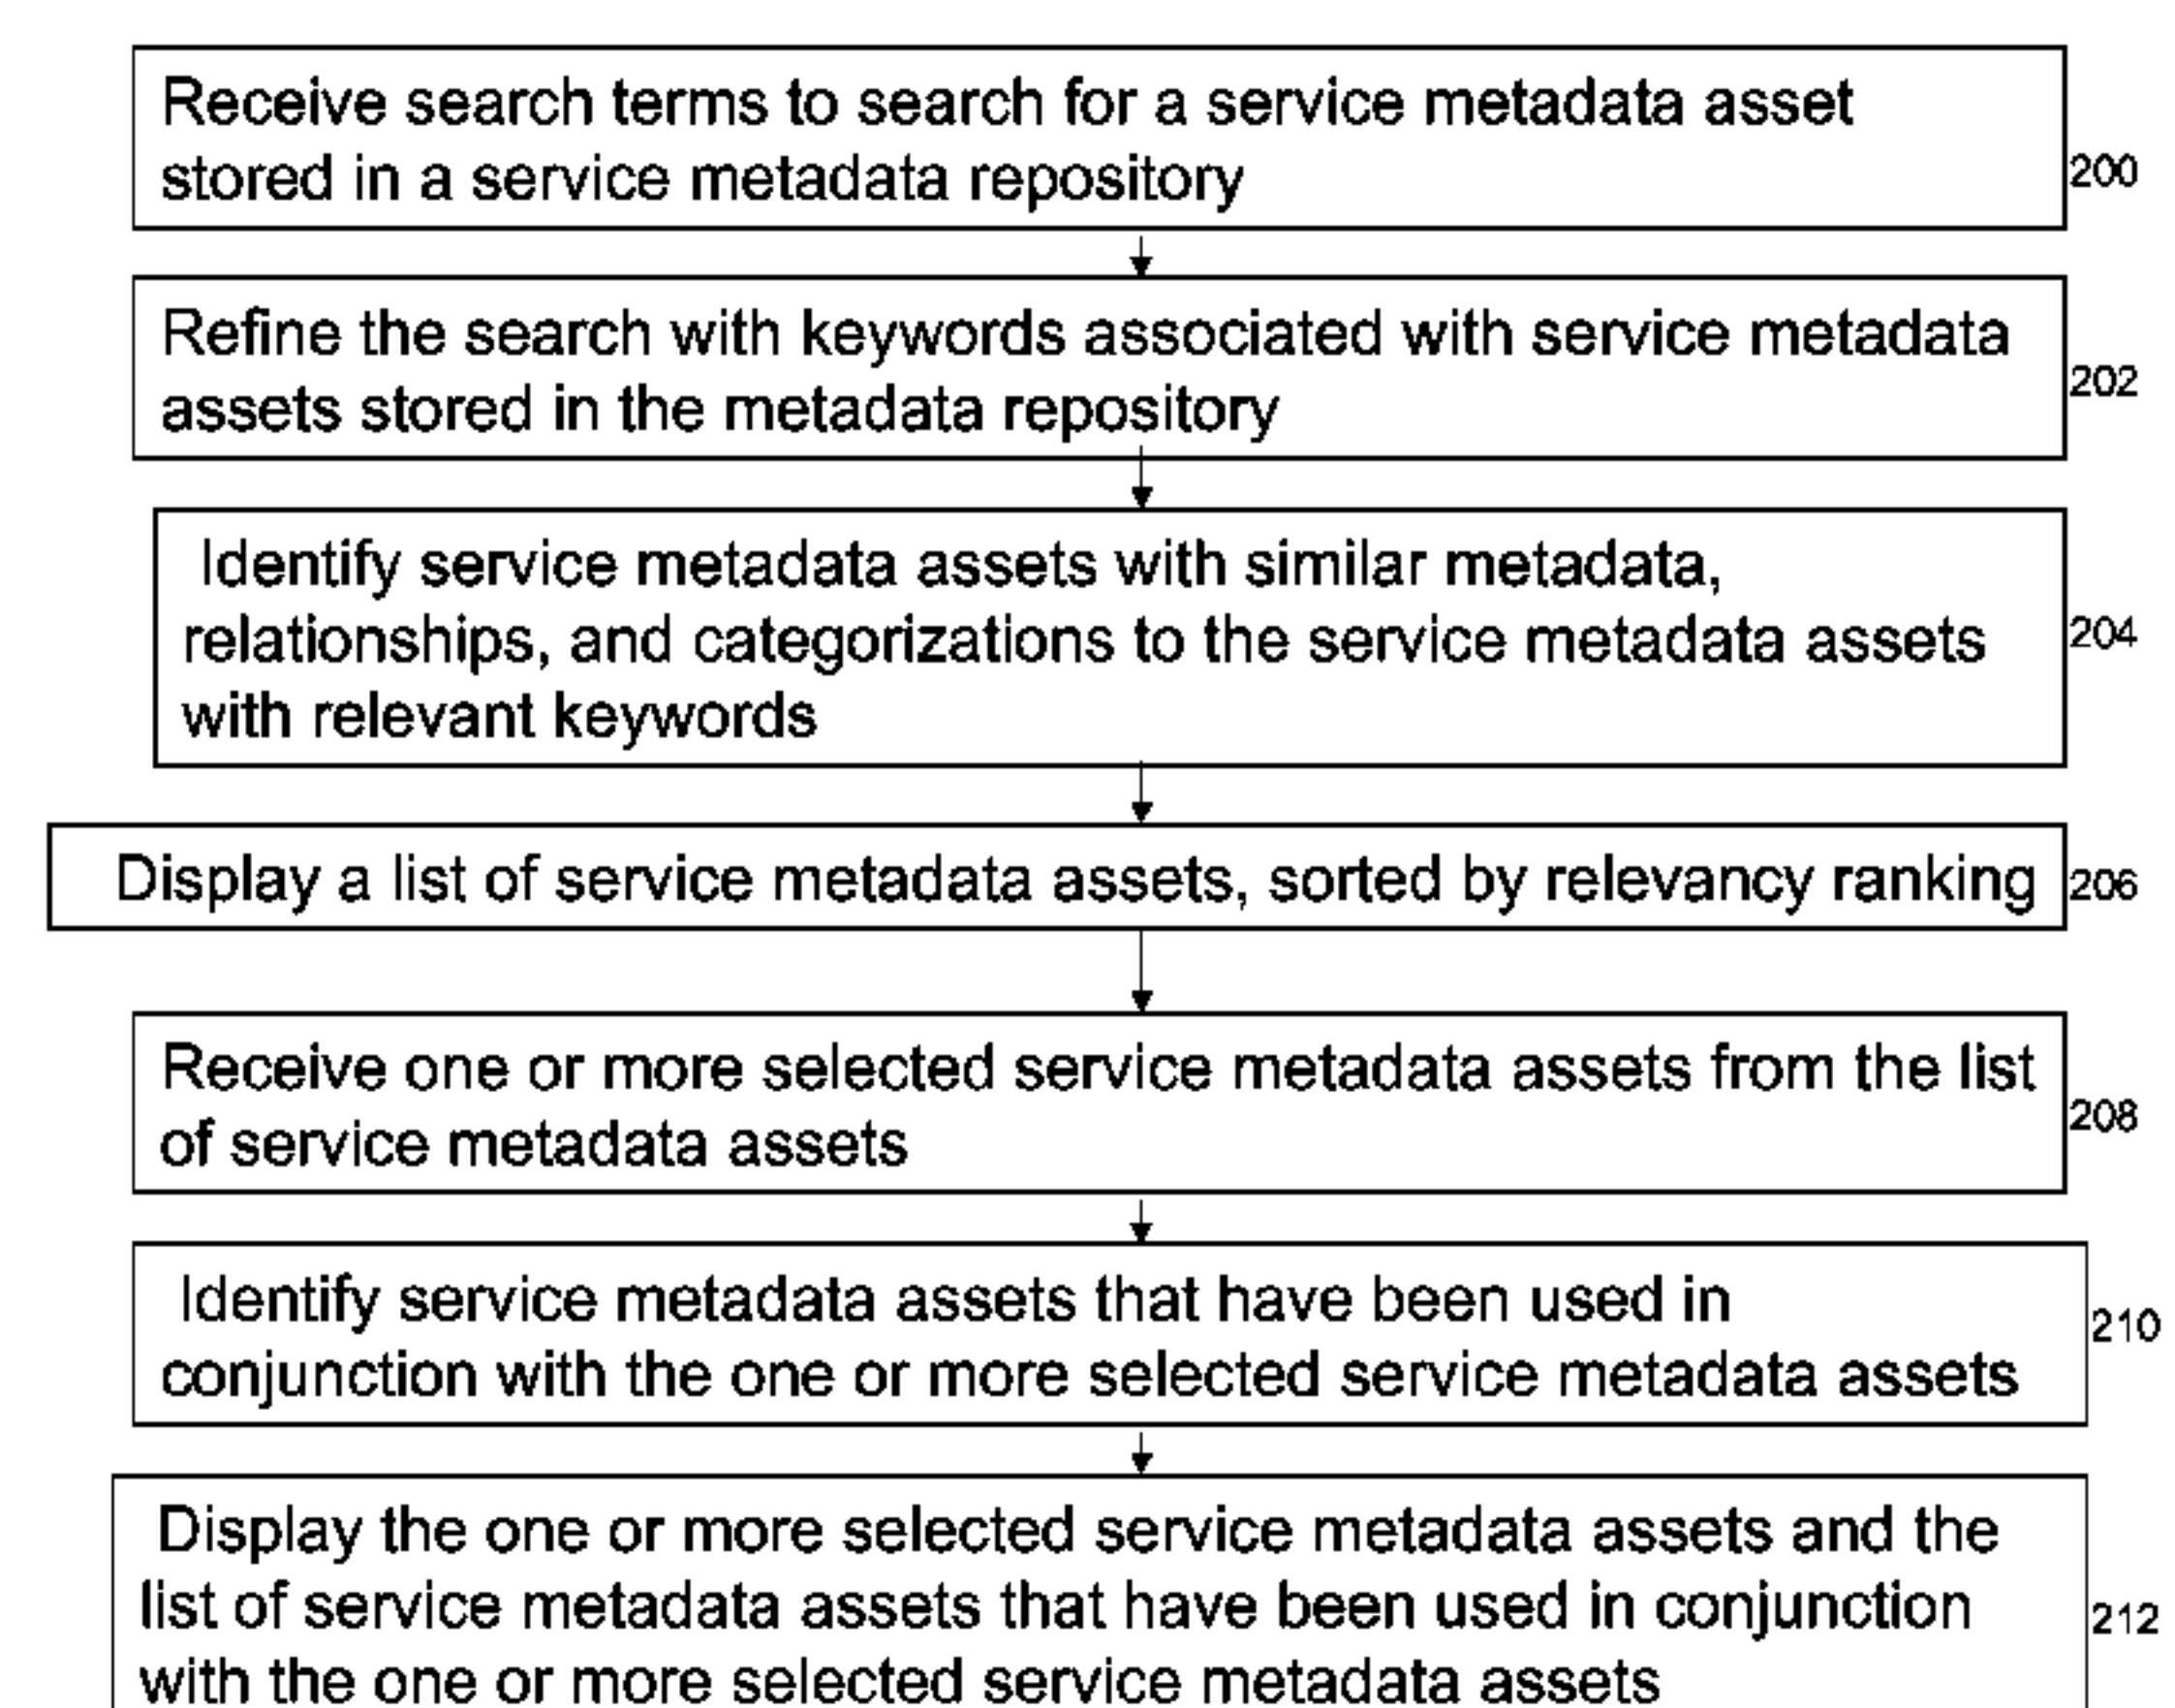 Receive search terms to search for a service metadata asset
stored in a service metadata repository
200
Refine the search with keywords associated with service metadata
assets stored in the metadata repository
202
Identify service metadata assets with similar metadata,
relationships, and categorizations to the service metadata assets
with relevant keywords
204
Display a list of service metadata assets, sorted by relevancy ranking
206
Receive one or more selected service metadata assets from the list
of service metadata assets
208
Identify service metadata assets that have been used in
conjunction with the one or more selected service metadata assets
210
Display the one or more selected service metadata assets and the
list of service metadata assets that have been used in conjunction
with the one or more selected service metadata assets
212